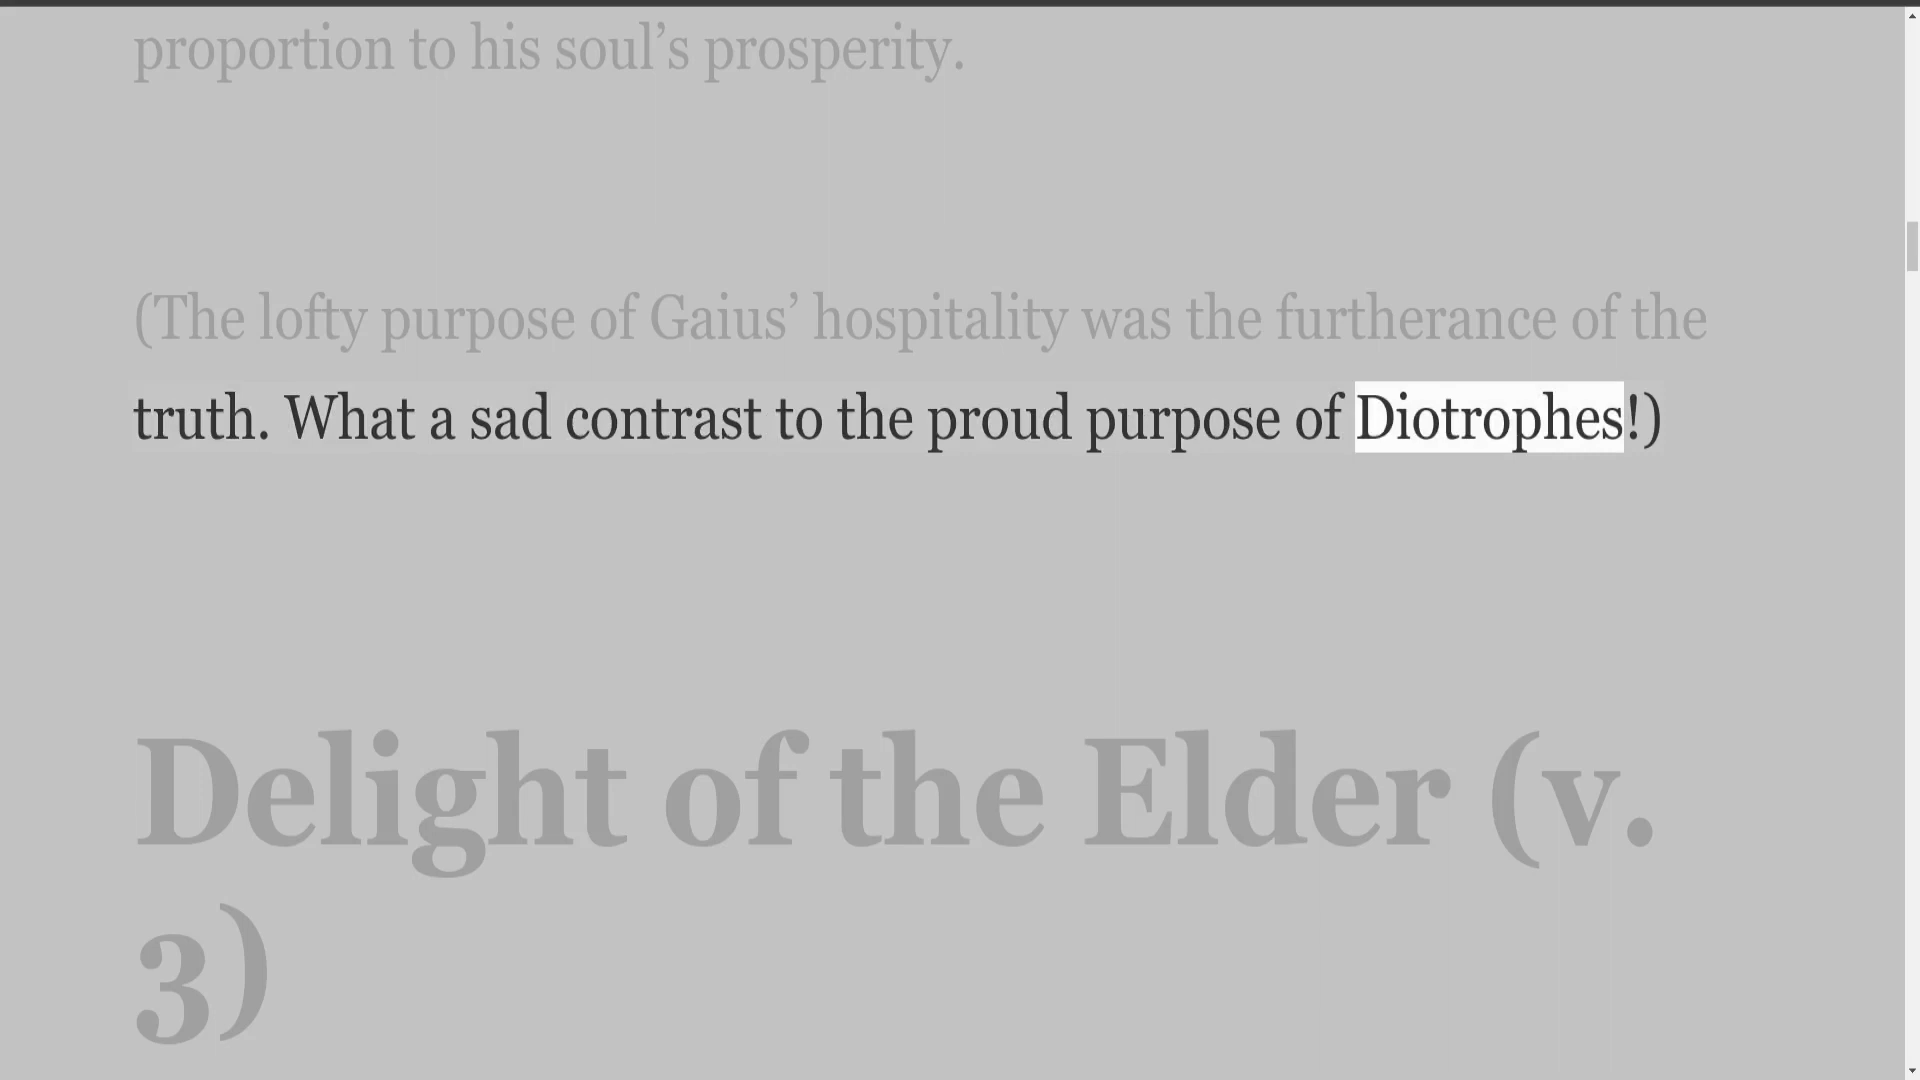 proportion to his soul’s prosperity.
(The lofty purpose of Gaius’ hospitality was the furtherance of the
truth. What a sad contrast to the proud purpose of Diotrophes!)
Delight of the Elder (v.
3)